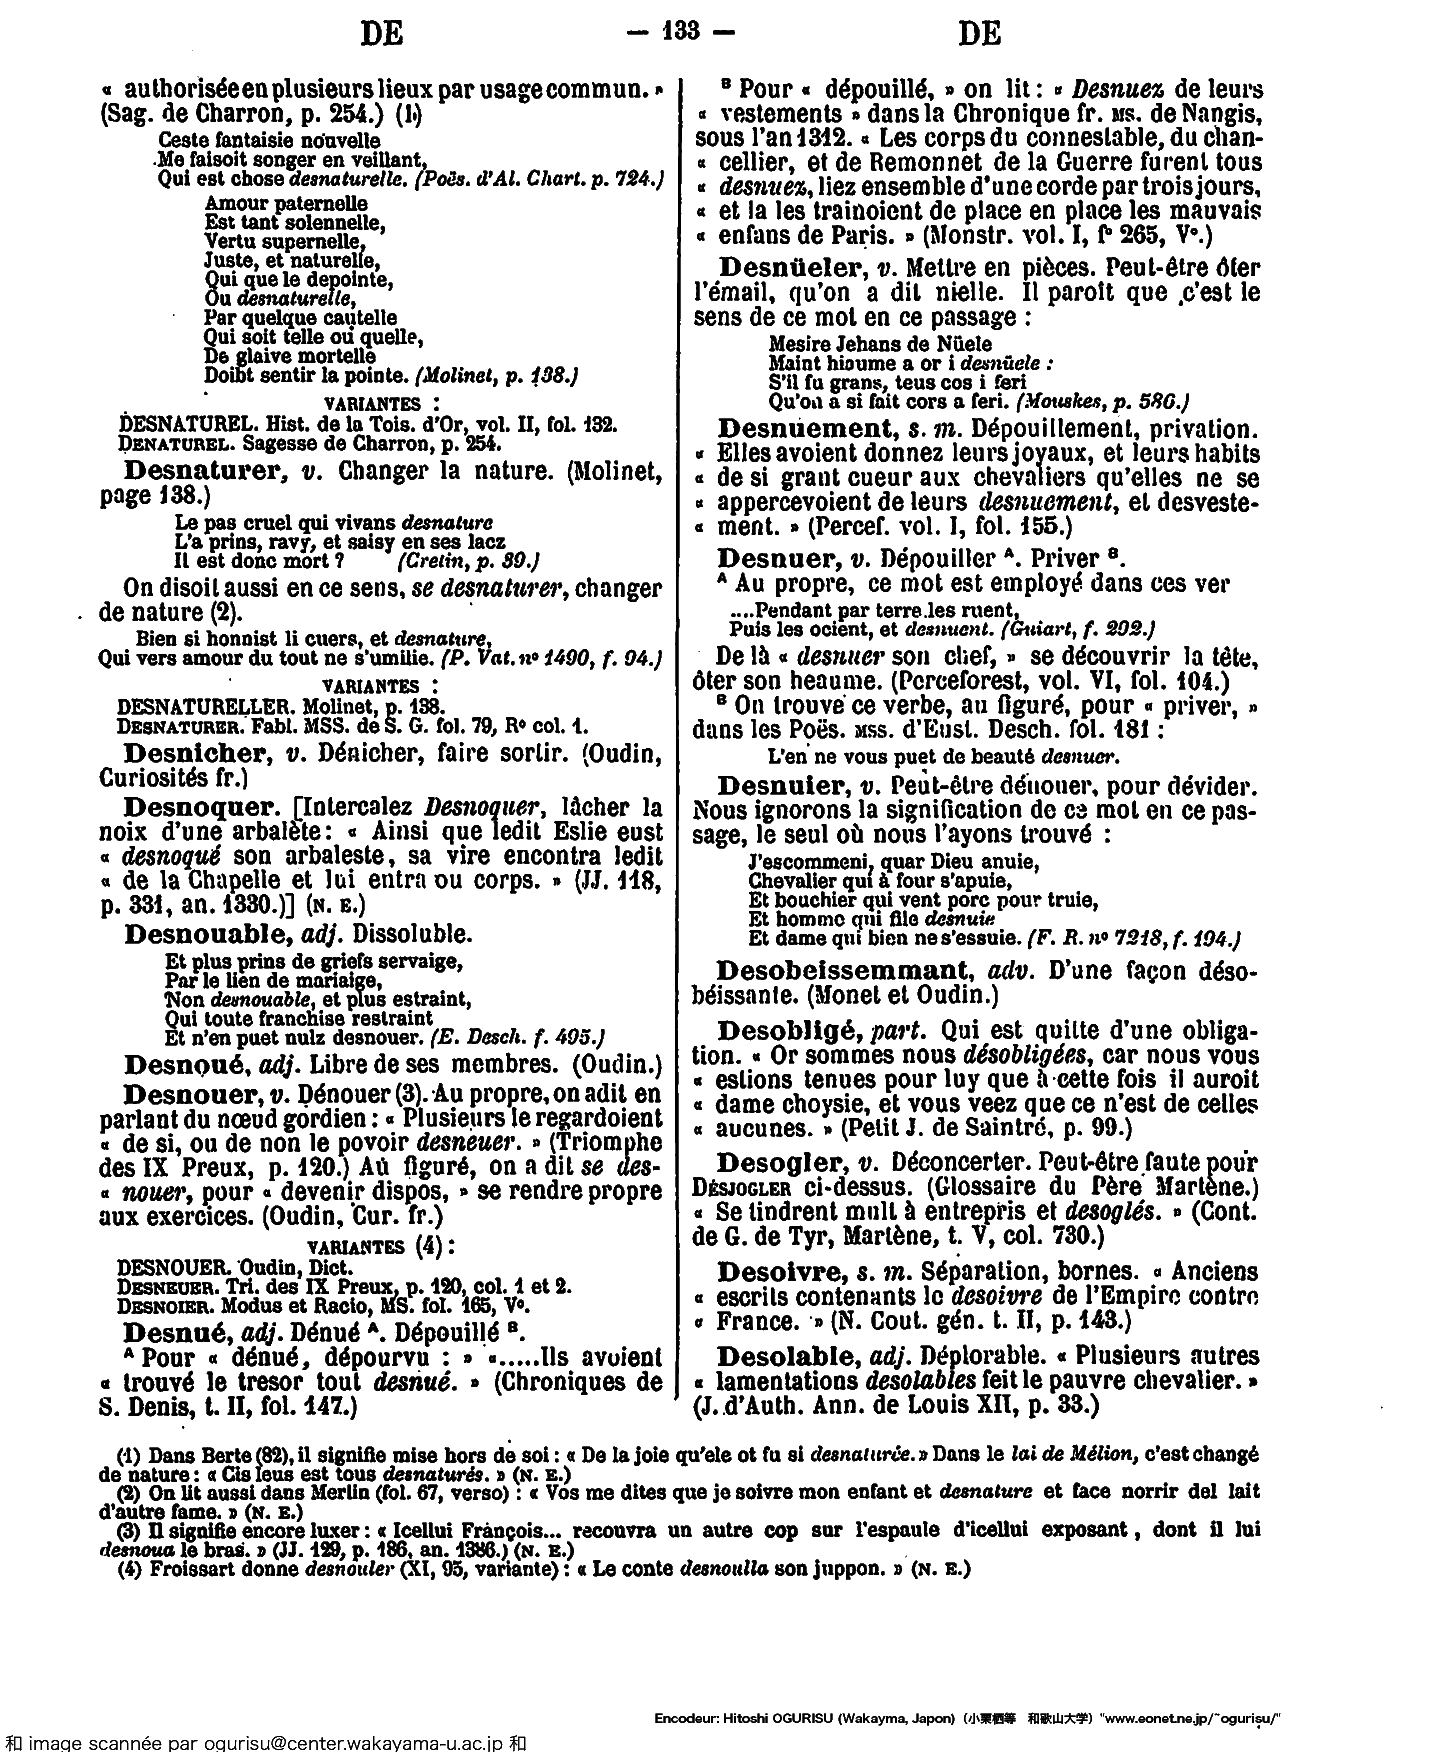 DE — 133 — DE
« authorisée en plusieurs lieux par usage commun. »
(Sag. de Charron, p. 254.) (1)
Ceste fantaisie nouvelle
Me faisoit songer en veillant,
Qui est chose desnaturelle. (Poës. d'Al. Chart. p. 724.)
Amour paternelle
Est tant solennelle,
Vertu supernelle,
Juste, et naturelle,
Qui que le depointe,
Ou desnaturelle,
Par quelque cautelle
Qui soit telle ou quelle,
De glaive mortelle
Doibt sentir la pointe. (Molinet, p. 138.)
VARIANTES :
DESNATUREL. Hist. de la Tois. d'Or, vol. II, fol. 132.
DENATUREL. Sagesse de Charron, p. 254.
Desnaturer, v. Changer la nature. (Molinet,
page 138.)
Le pas cruel qui vivans desnature
L'a prins, ravy, et saisy en ses lacz
Il est donc mort ? (Cretin, p. 39.)
On disoit aussi en ce sens, se desnaturer, changer
de nature (2).
Bien si honnist li cuers, et desnature,
Qui vers amour du tout ne s'umilie. (P. Vat. nº 1490, f. 94.)
VARIANTES :
DESNATURELLER. Molinet, p. 138.
DESNATURER. Fabl. MSS. de S. G. fol. 79, Rº col. 1.
Desnicher, v. Dénicher, faire sortir. (Oudin,
Curiosités fr.)
Desnoquer. [Intercalez Desnoquer, lâcher la
noix d'une arbalète : « Ainsi que ledit Eslie eust
« desnoqué son arbaleste, sa vire encontra ledit
« de la Chapelle et lui entra ou corps. » (JJ. 118,
p. 331, an. 1330.)] (N. E.)
Desnouable, adj. Dissoluble.
Et plus prins de griefs servaige,
Par le lien de mariaige,
Non desnouable, et plus estraint,
Qui toute franchise restraint
Et n'en puet nulz desnouer. (E. Desch. f. 495.)
Desnoué, adj. Libre de ses membres. (Oudin.)
Desnouer, v. Dénouer (3). Au propre, on a dit en
parlant du nœud gordien : « Plusieurs le regardoient
« de si, ou de non le povoir desneuer. » (Triomphe
des IX Preux, p. 120.) Au figuré, on a dit se des-
« nouer, pour « devenir dispos, » se rendre propre
aux exercices. (Oudin, Cur. fr.)
VARIANTES (4) :
DESNOUER. Oudin, Dict.
DESNEUER. Tri. des IX Preux, p. 120, col. 1 et 2.
DESNOIER. Modus et Racio, MS. fol. 165, Vº.
Desnué, adj. Dénué ᴬ. Dépouillé ᴮ.
ᴬ Pour « dénué, dépourvu : » «.....Ils avoient
« trouvé le tresor tout desnué. » (Chroniques de
S. Denis, t. II, fol. 147.)
ᴮ Pour « dépouillé, » on lit : « Desnuez de leurs
« vestements » dans la Chronique fr. MS. de Nangis,
sous l'an 1312. « Les corps du connestable, du chan-
« cellier, et de Remonnet de la Guerre furent tous
« desnuez, liez ensemble d'une corde par trois jours,
« et la les trainoient de place en place les mauvais
« enfans de Paris. » (Monstr. vol. I, fº 265, Vº.)
Desnüeler, v. Mettre en pièces. Peut-être ôter
l'émail, qu'on a dit nielle. Il paroît que c'est le
sens de ce mot en ce passage :
Mesire Jehans de Nüele
Maint hioume a or i desnüele :
S'il fu grans, teus cos i feri
Qu'on a si fait cors a feri. (Mouskes, p. 586.)
Desnuement, s. m. Dépouillement, privation.
« Elles avoient donnez leurs joyaux, et leurs habits
« de si grant cueur aux chevaliers qu'elles ne se
« appercevoient de leurs desnuement, et desveste-
« ment. » (Percef. vol. I, fol. 155.)
Desnuer, v. Dépouiller ᴬ. Priver ᴮ.
ᴬ Au propre, ce mot est employé dans ces ver
....Pendant par terre les ruent,
Puis les ocient, et desnuent. (Guiart, f. 292.)
De là « desnuer son chef, » se découvrir la tête,
ôter son heaume. (Perceforest, vol. VI, fol. 104.)
ᴮ On trouve ce verbe, au figuré, pour « priver, »
dans les Poës. MSS. d'Eust. Desch. fol. 181 :
L'en ne vous puet de beauté desnuer.
Desnuier, v. Peut-être dénouer, pour dévider.
Nous ignorons la signification de ce mot en ce pas-
sage, le seul où nous l'ayons trouvé :
J'escommeni, quar Dieu anuie,
Chevalier qui à four s'apuie,
Et bouchier qui vent porc pour truie,
Et homme qui file desnuie
Et dame qui bien ne s'essuie. (F. R. nº 7218, f. 194.)
Desobeissemmant, adv. D'une façon déso-
béissante. (Monet et Oudin.)
Desobligé, part. Qui est quitte d'une obliga-
tion. « Or sommes nous désobligées, car nous vous
« estions tenues pour luy que à cette fois il auroit
« dame choysie, et vous veez que ce n'est de celles
« aucunes. » (Petit J. de Saintré, p. 99.)
Desogler, v. Déconcerter. Peut-être faute pour
DÉSJOGLER ci-dessus. (Glossaire du Père Martène.)
« Se tindrent mult à entrepris et desoglés. » (Cont.
de G. de Tyr, Martène, t. V, col. 730.)
Desoivre, s. m. Séparation, bornes. « Anciens
« escrits contenants le desoivre de l'Empire contre
« France. » (N. Cout. gén. t. II, p. 143.)
Desolable, adj. Déplorable. « Plusieurs autres
« lamentations desolables feit le pauvre chevalier. »
(J. d'Auth. Ann. de Louis XII, p. 33.)
(1) Dans Berte (82), il signifie mise hors de soi : « De la joie qu'ele ot fu si desnaturée. » Dans le lai de Mélion, c'est changé
de nature : « Cis leus est tous desnaturés. » (N. E.)
(2) On lit aussi dans Merlin (fol. 67, verso) : « Vos me dites que je soivre mon enfant et desnature et face norrir del lait
d'autre fame. » (N. E.)
(3) Il signifie encore luxer : « Icellui François... recouvra un autre cop sur l'espaule d'icellui exposant, dont il lui
desnoua le bras. » (JJ. 129, p. 186, an. 1386.) (N. E.)
(4) Froissart donne desnouler (XI, 95, variante) : « Le conte desnoulla son juppon. » (N. E.)
Encodeur: Hitoshi OGURISU (Wakayma, Japon) (小栗栖等 和歌山大学) "www.eonet.ne.jp/~ogurisu/"
和 image scannée par ogurisu@center.wakayama-u.ac.jp 和